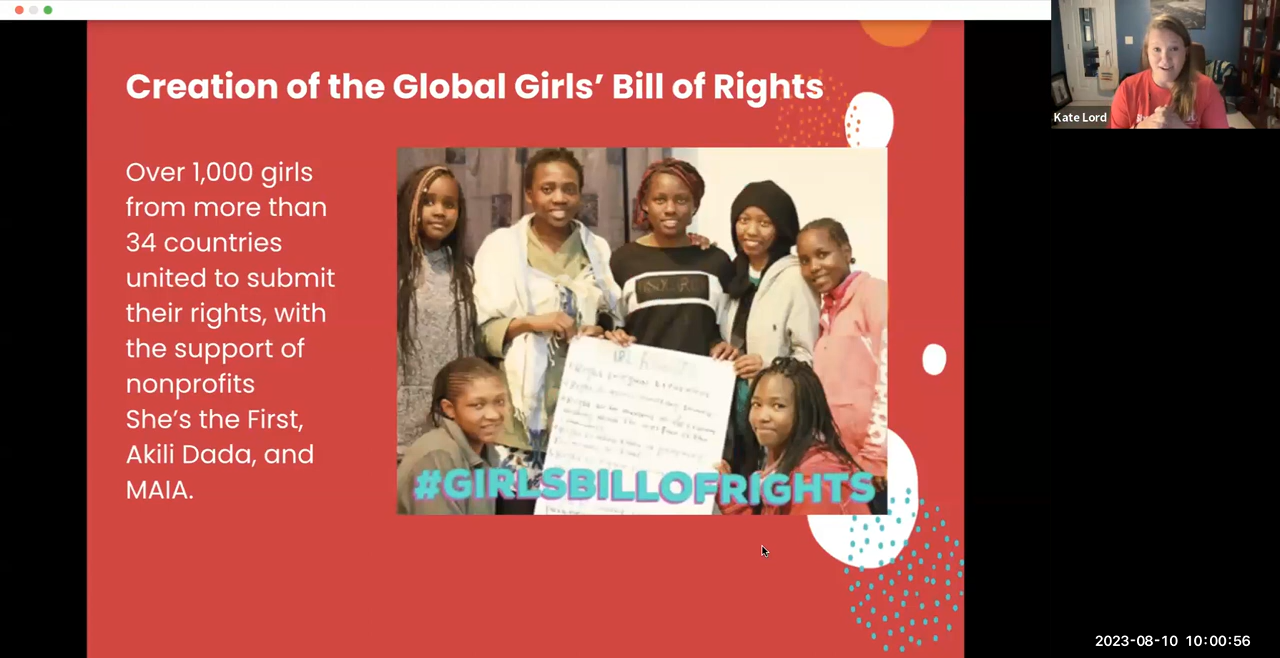 Creation of the Global Girls’ Bill of Rights
Over 1,000 girls
from more than
34 countries
united to submit
their rights, with
the support of
nonprofits
She’s the First,
Akili Dada, and
MAIA.
#GIRLSBILLOFRIGHTS
Kate Lord
2023-08-10 10:00:56